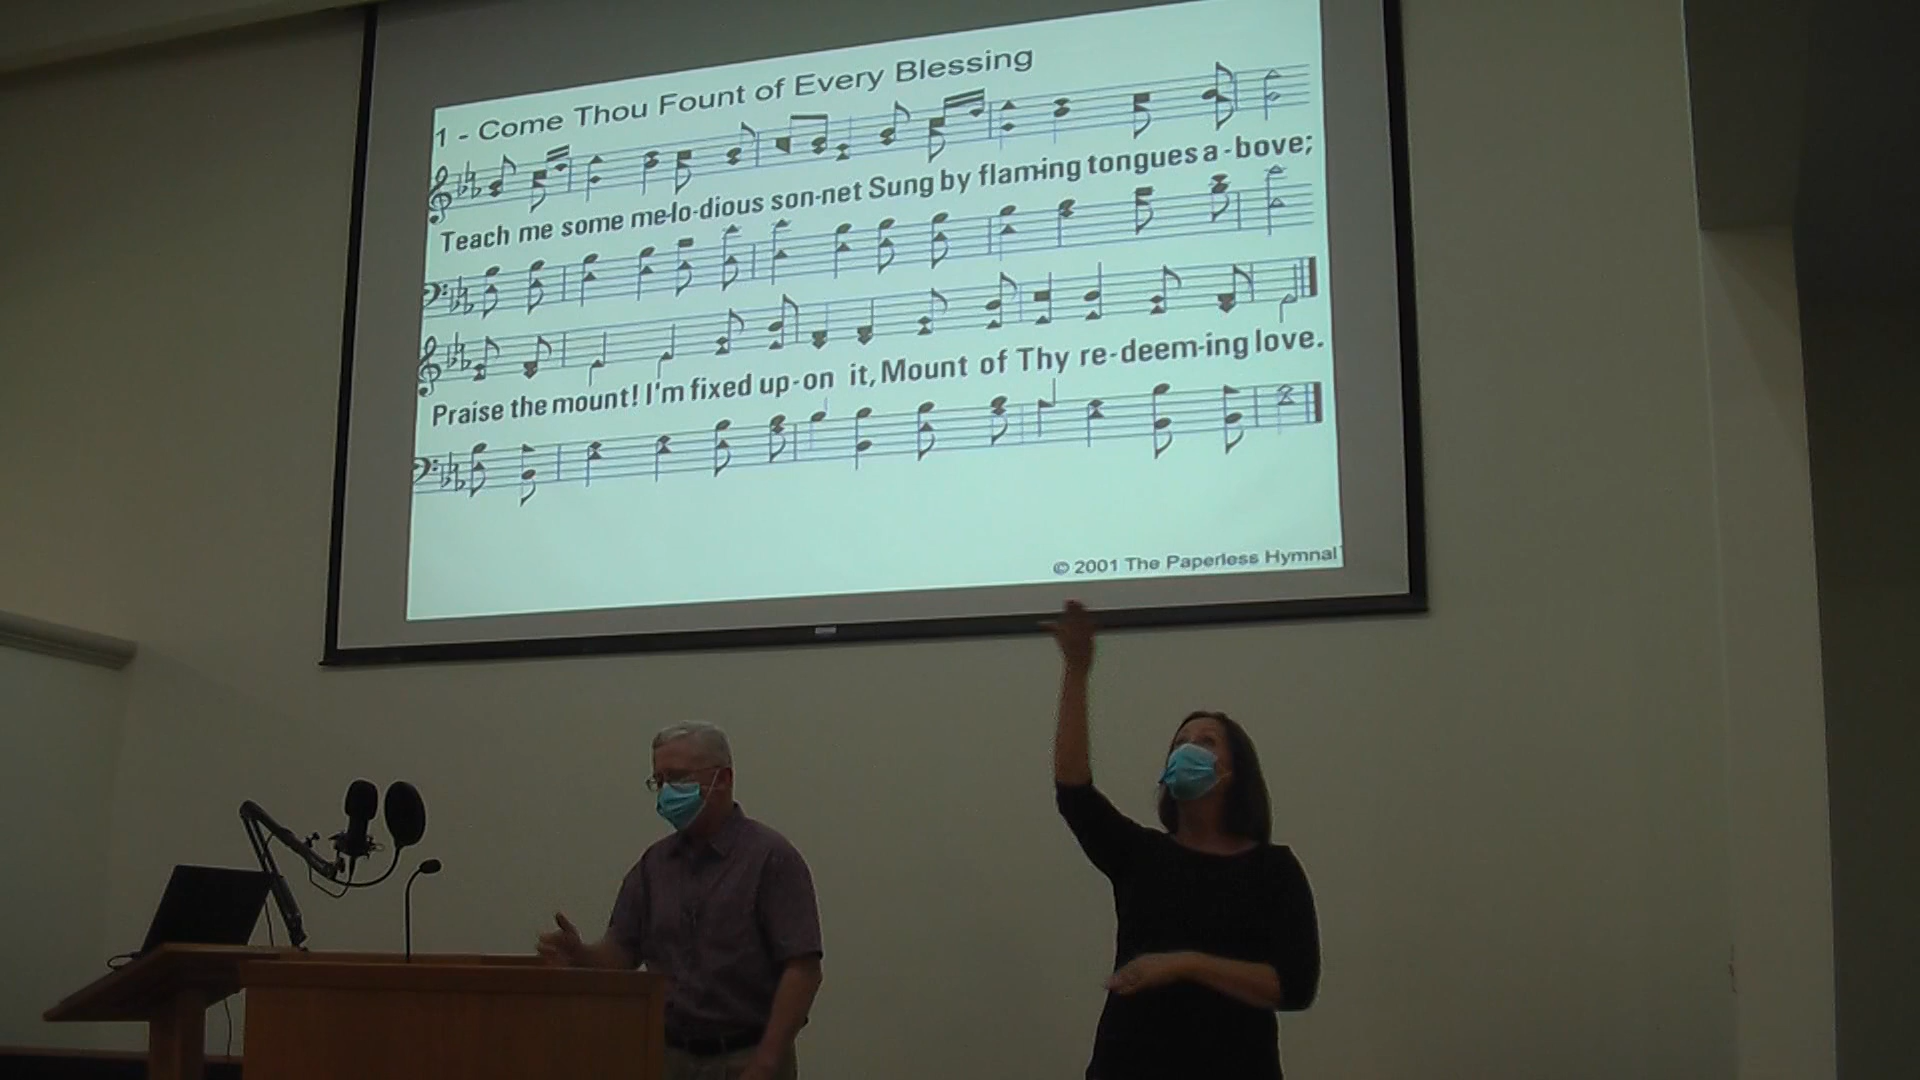 1 - Come Thou Fount of Every Blessing
Teach me some me-lo-dious son-net Sung by flam-ing tongues a - bove;
Praise the mount! I'm fixed up-on it, Mount of Thy re-deem-ing love.
© 2001 The Paperless Hymnal